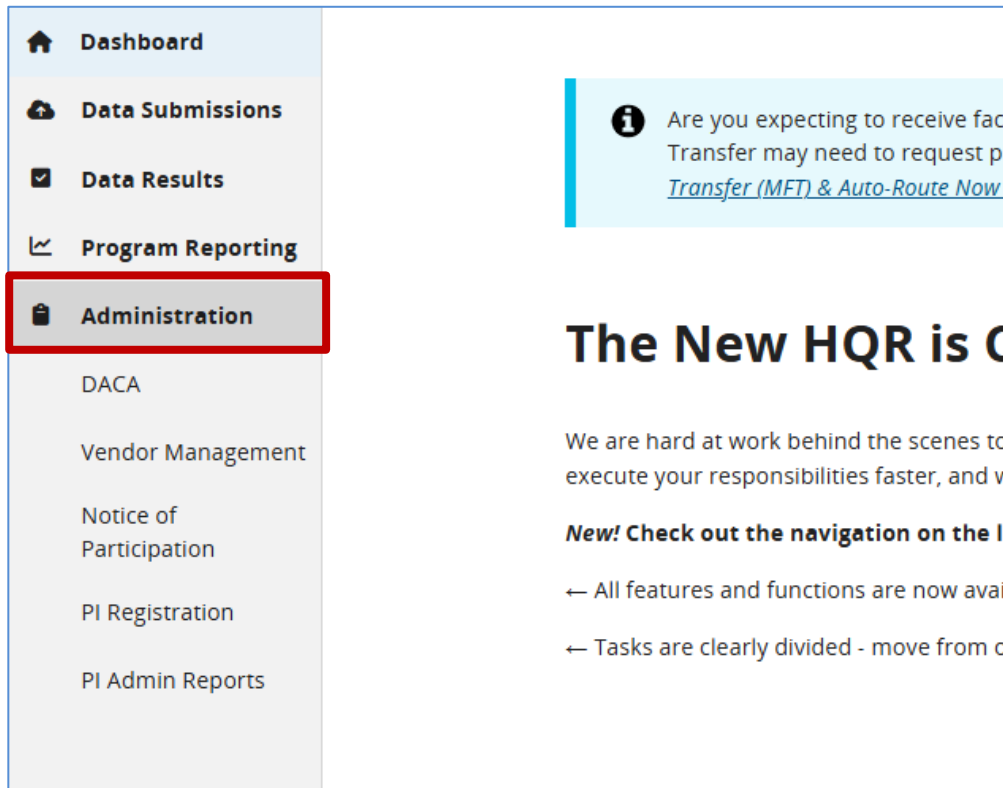 Dashboard
Data Submissions
Data Results
Program Reporting
Administration
DACA
Vendor Management
Notice of
Participation
PI Registration
PI Admin Reports
Are you expecting to receive
Transfer may need to request
Transfer (MFT) & Auto-Route Now
The New HQR is
We are hard at work behind the scenes
execute your responsibilities faster, and
New! Check out the navigation on the
← All features and functions are now
← Tasks are clearly divided - move from